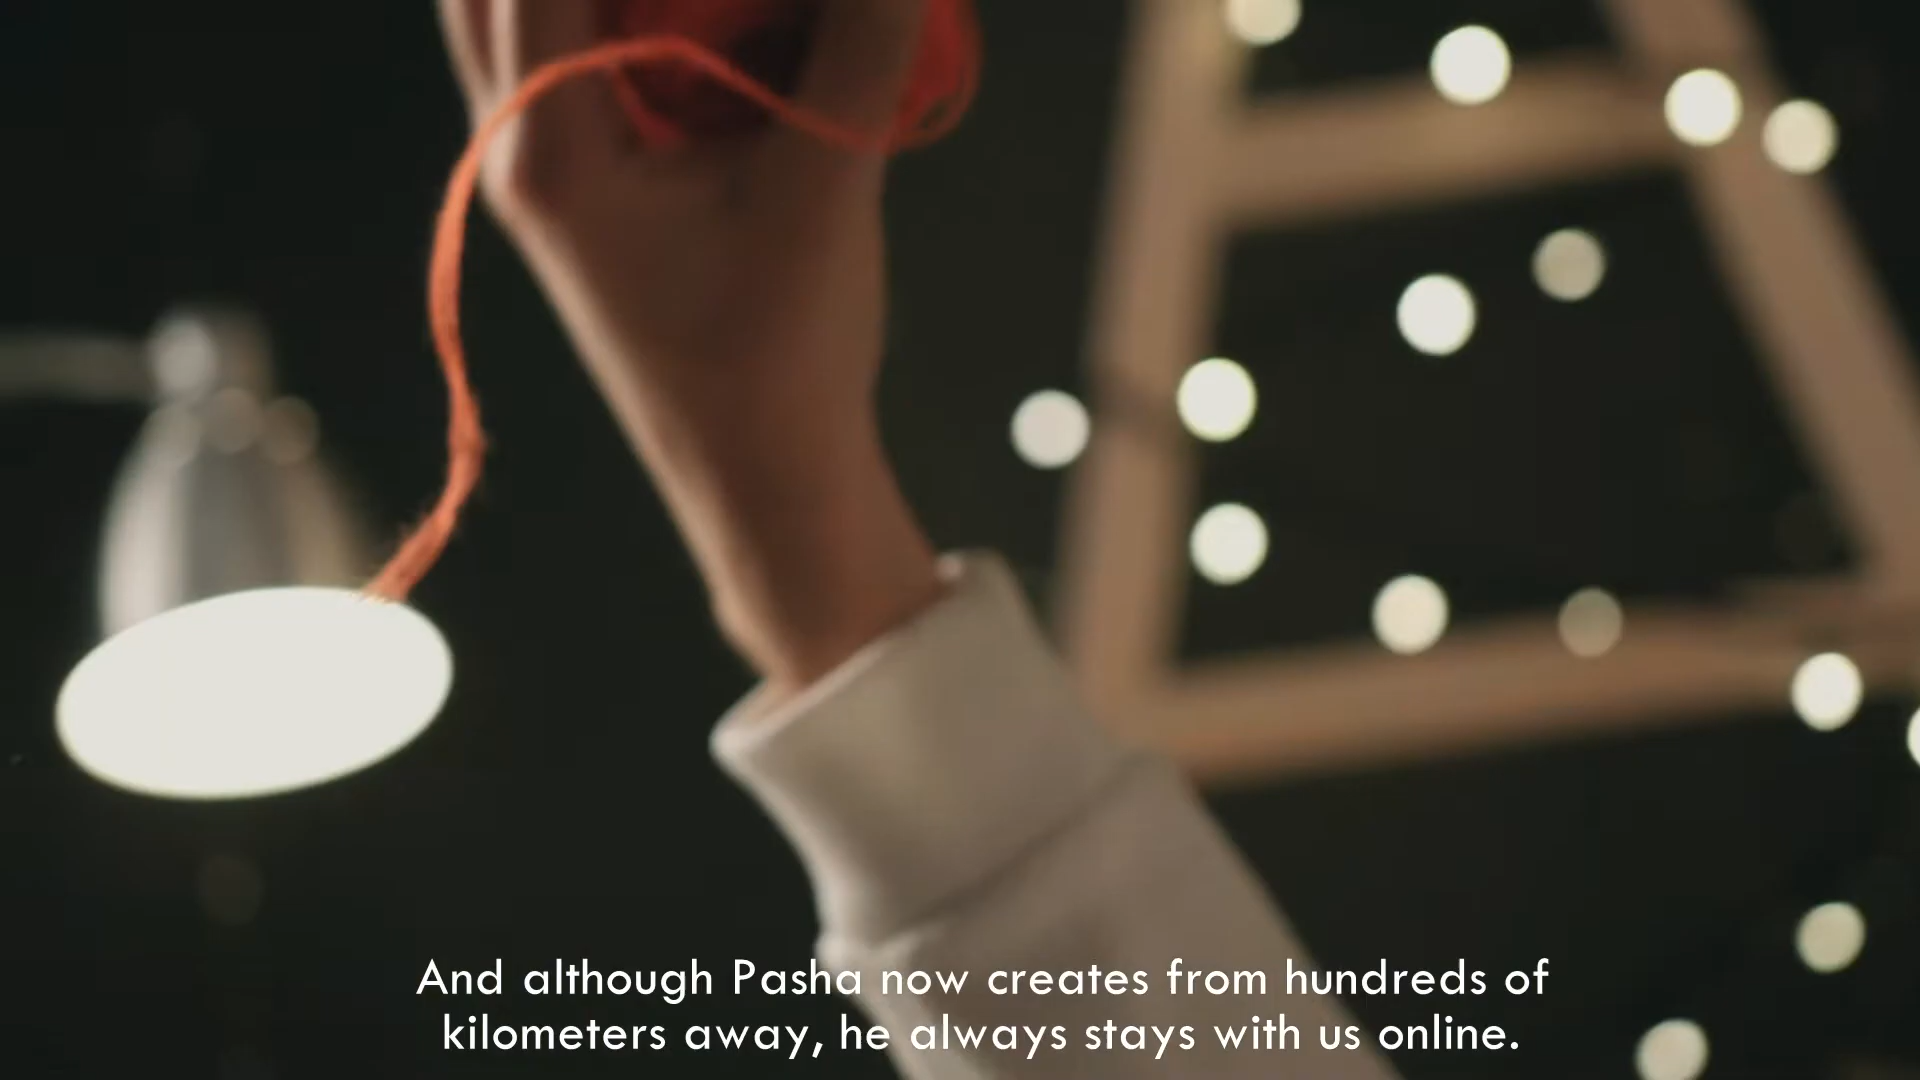 And although Pasha now creates from hundreds of
kilometers away, he always stays with us online.